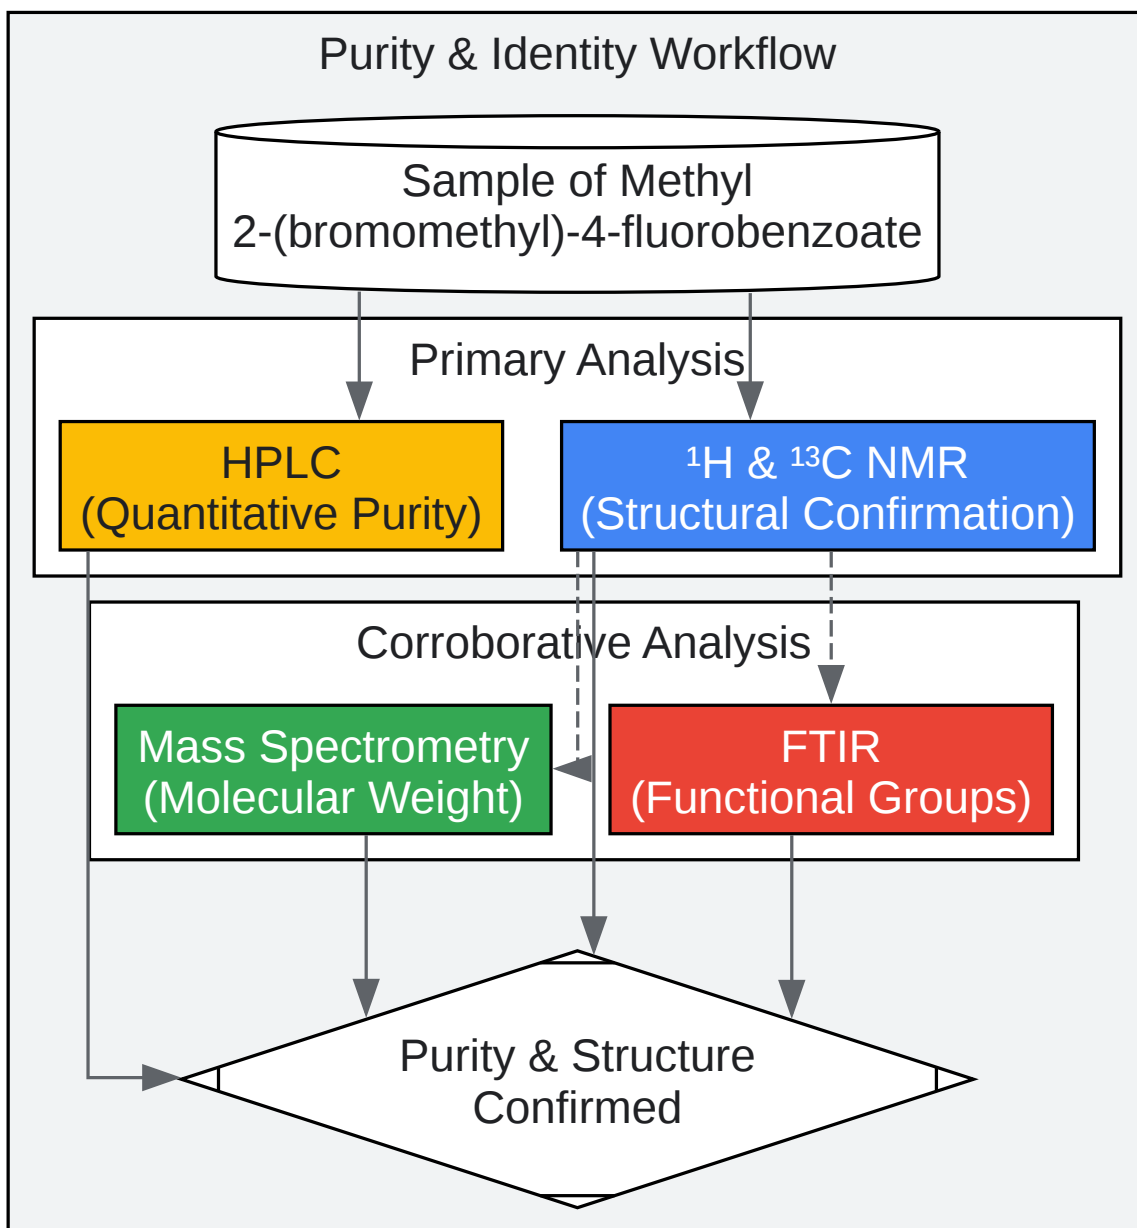 Purity & Identity Workflow
Sample of Methyl
2-(bromomethyl)-4-fluorobenzoate
Primary Analysis
HPLC
(Quantitative Purity)
¹H & ¹³C NMR
(Structural Confirmation)
Corroborative Analysis
Mass Spectrometry
(Molecular Weight)
FTIR
(Functional Groups)
Purity & Structure
Confirmed